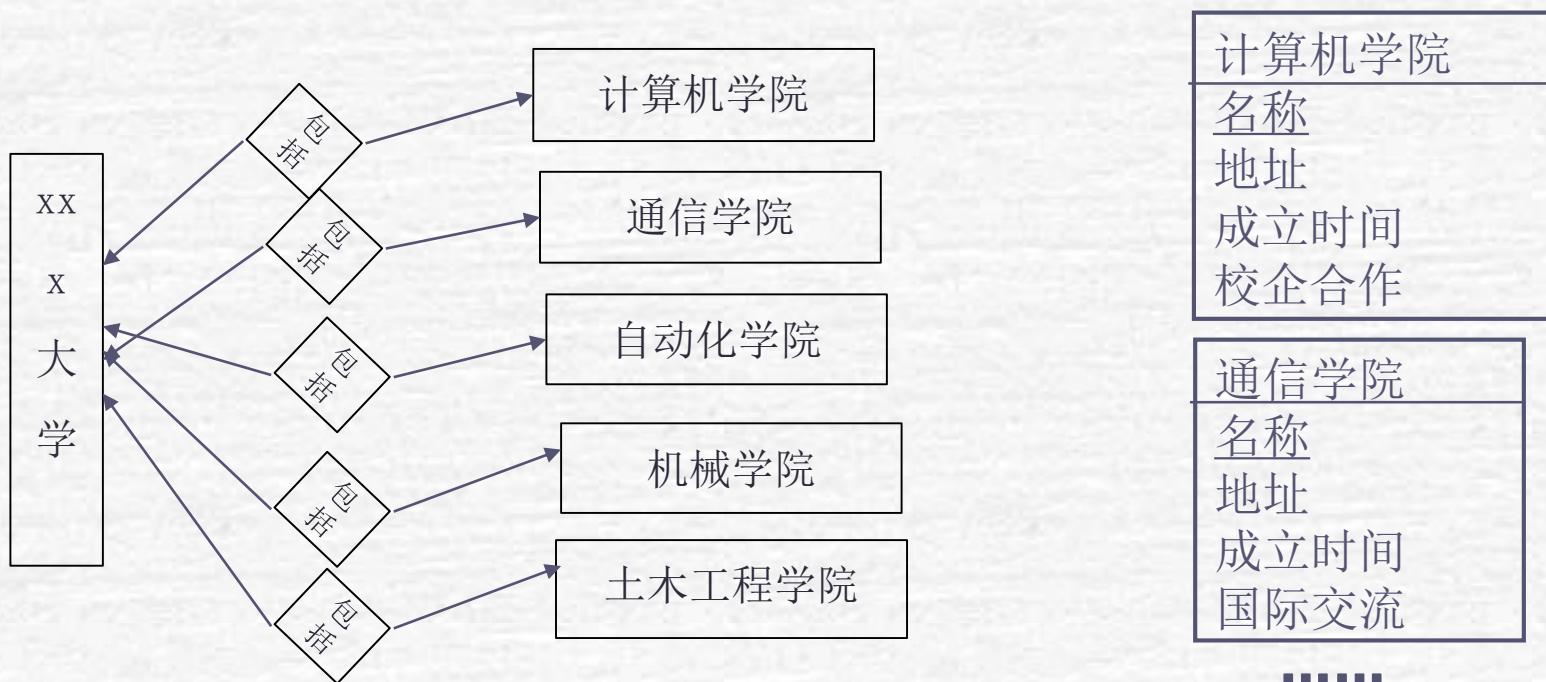 xx
x
大
学
包括
计算机学院
包括
通信学院
包括
自动化学院
包括
机械学院
包括
土木工程学院
计算机学院
名称
地址
成立时间
校企合作
通信学院
名称
地址
成立时间
国际交流
……